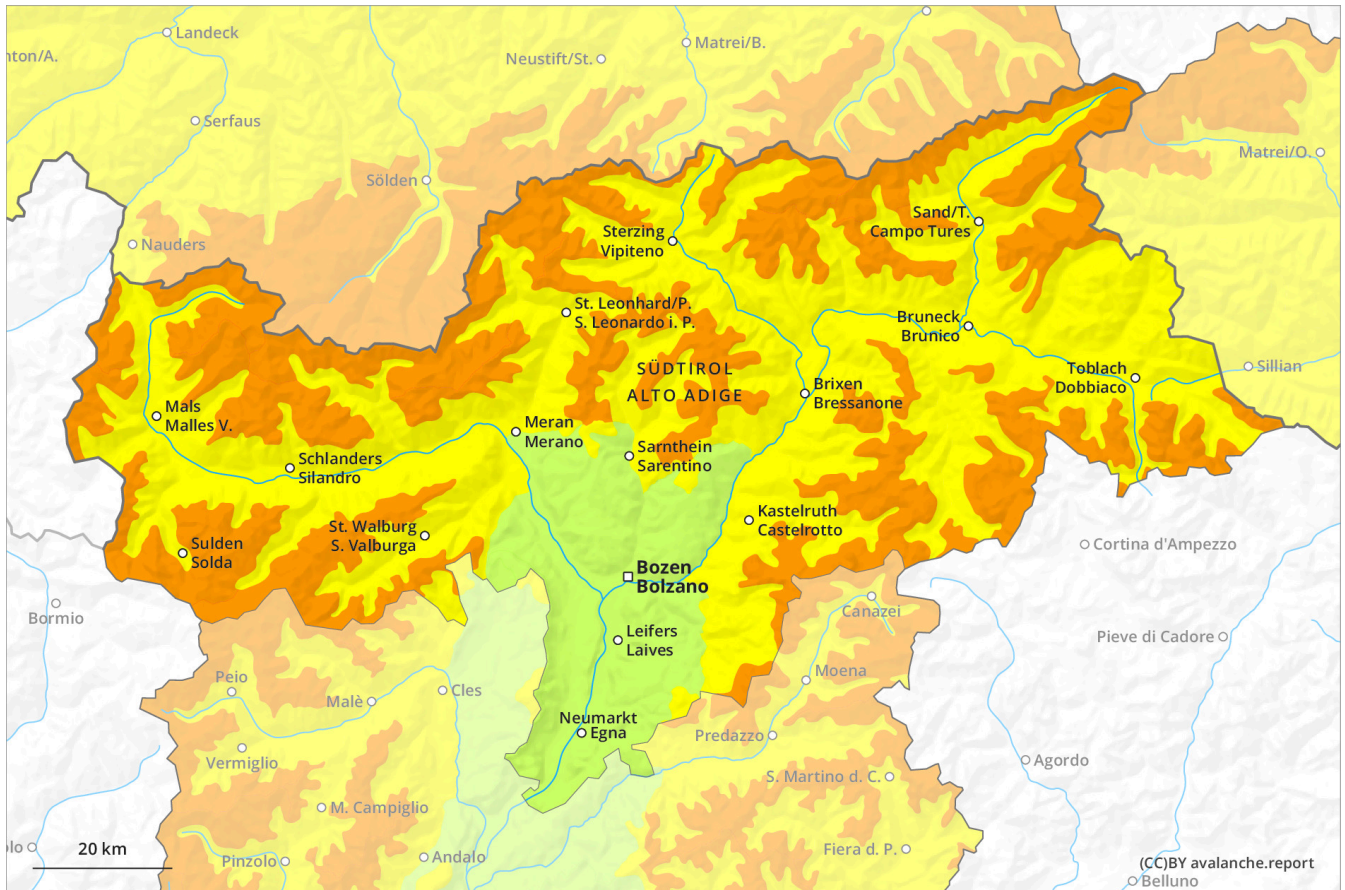 Landeck
Matrei/B.
nton/A.
Neustift/St.
Serfaus
Matrei/O.
Sölden
Sand/T.
Campo Tures
Sterzing
Vipiteno
Nauders
St. Leonhard/P.
S. Leonardo i. P.
Bruneck
Brunico
SÜDTIROL
ALTO ADIGE
Sillian
Toblach
Dobbiaco
Brixen
Bressanone
Mals
Malles V.
Meran
Merano
Sarnthein
Sarentino
Schlanders
Silandro
Kastelruth
Castelrotto
St. Walburg
S. Valburga
Sulden
Solda
Cortina d'Ampezzo
Bozen
Bolzano
Bormio
Canazei
Leifers
Laives
Pieve di Cadore
Peio
Moena
Malè
Cles
Neumarkt
Egna
Predazzo
Vermiglio
Agordo
S. Martino d. C.
M. Campiglio
olo
20 km
Pinzolo
Andalo
Fiera d. P.
(CC)BY avalanche.report
Belluno